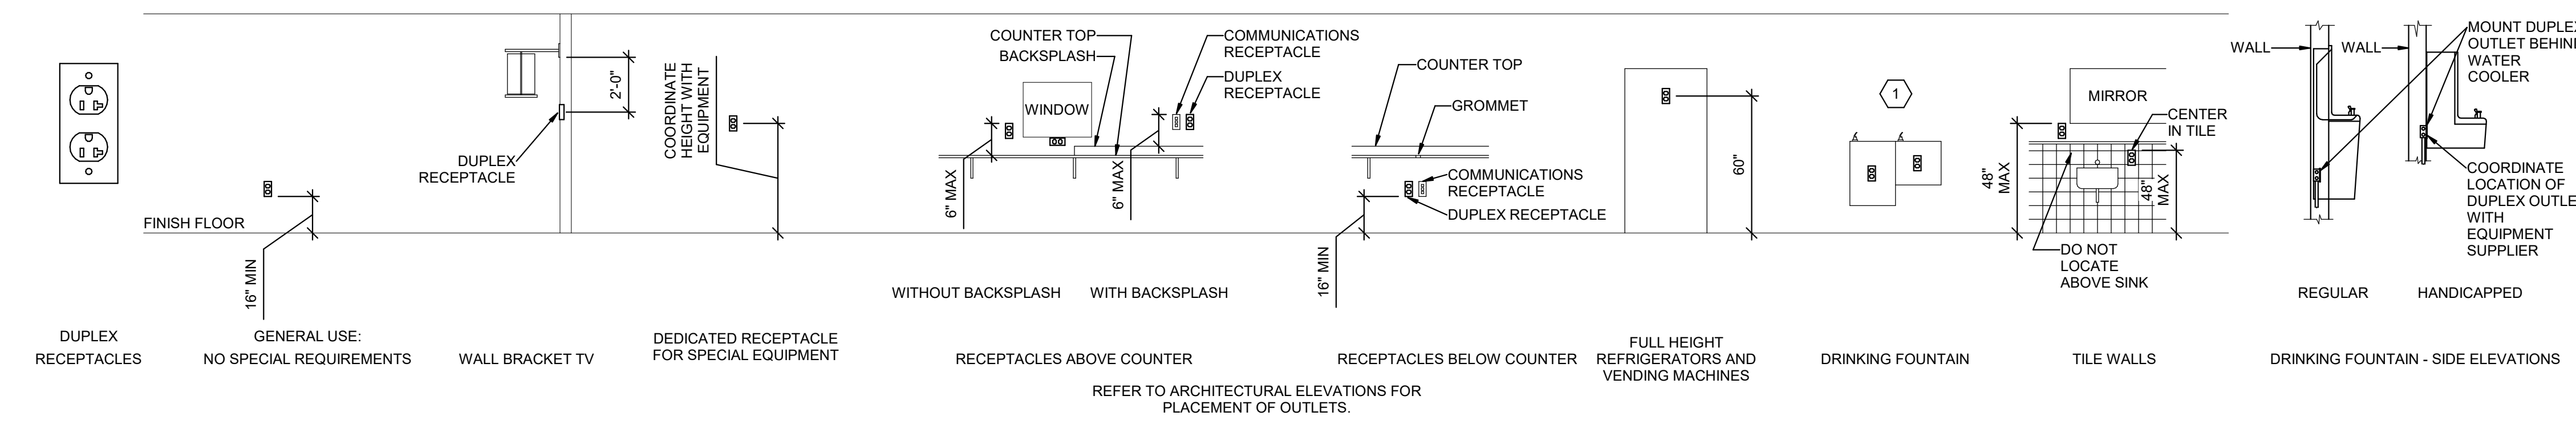 DUPLEX
RECEPTACLES
FINISH FLOOR
16" MIN
GENERAL USE:
NO SPECIAL REQUIREMENTS
2'-0"
DUPLEX
RECEPTACLE
WALL BRACKET TV
COORDINATE
HEIGHT WITH
EQUIPMENT
DEDICATED RECEPTACLE
FOR SPECIAL EQUIPMENT
COUNTER TOP
BACKSPLASH
COMMUNICATIONS
RECEPTACLE
DUPLEX
RECEPTACLE
WINDOW
6" MAX
6" MAX
WITHOUT BACKSPLASH
WITH BACKSPLASH
RECEPTACLES ABOVE COUNTER
COUNTER TOP
GROMMET
COMMUNICATIONS
RECEPTACLE
DUPLEX RECEPTACLE
16" MIN
RECEPTACLES BELOW COUNTER
REFER TO ARCHITECTURAL ELEVATIONS FOR
PLACEMENT OF OUTLETS.
60"
FULL HEIGHT
REFRIGERATORS AND
VENDING MACHINES
1
DRINKING FOUNTAIN
MIRROR
CENTER
IN TILE
48"
MAX
48"
MAX
DO NOT
LOCATE
ABOVE SINK
TILE WALLS
WALL
WALL
MOUNT DUPLEX
OUTLET BEHIN
WATER
COOLER
COORDINATE
LOCATION OF
DUPLEX OUTLE
WITH
EQUIPMENT
SUPPLIER
REGULAR
HANDICAPPED
DRINKING FOUNTAIN - SIDE ELEVATIONS